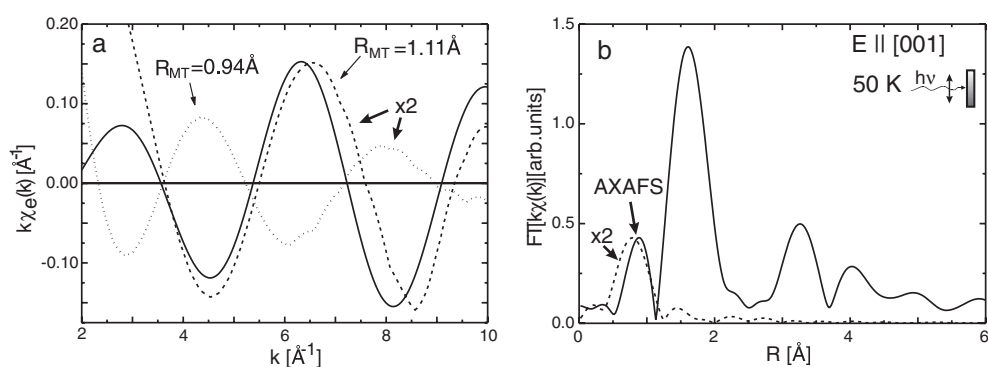 a
R_MT=0.94Å
R_MT=1.11Å
x2
0.20
0.10
0.00
-0.10
kχe(k) [Å⁻¹]
2
4
6
8
10
k [Å⁻¹]
b
E || [001]
50 K hν
AXAFS
x2
1.5
1.0
0.5
0.0
FT[kχ(k)][arb.units]
0
2
4
6
R [Å]